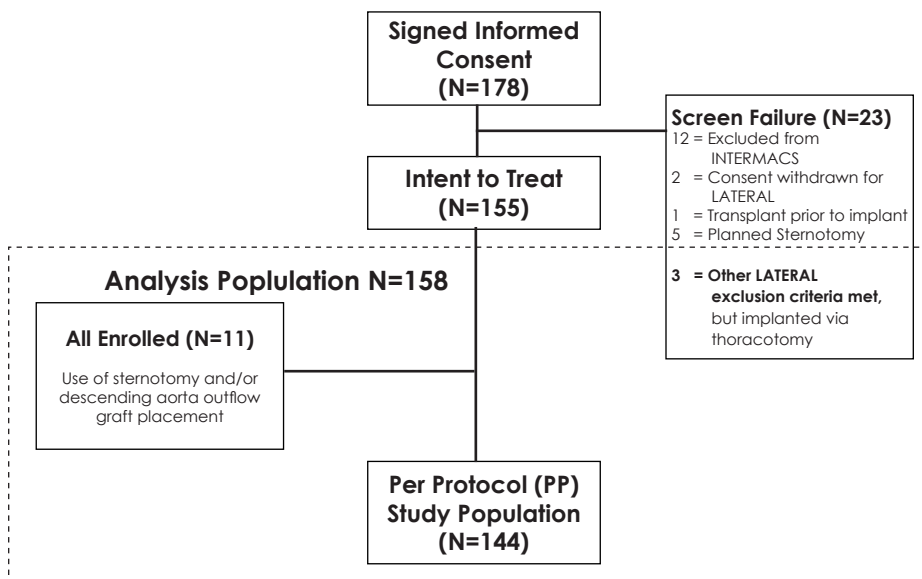 Signed Informed
Consent
(N=178)
Screen Failure (N=23)
12 = Excluded from
INTERMACS
2 = Consent withdrawn for
LATERAL
1 = Transplant prior to implant
5 = Planned Sternotomy
3 = Other LATERAL
exclusion criteria met,
but implanted via
thoracotomy
Intent to Treat
(N=155)
Analysis Poplulation N=158
All Enrolled (N=11)
Use of sternotomy and/or
descending aorta outflow
graft placement
Per Protocol (PP)
Study Population
(N=144)